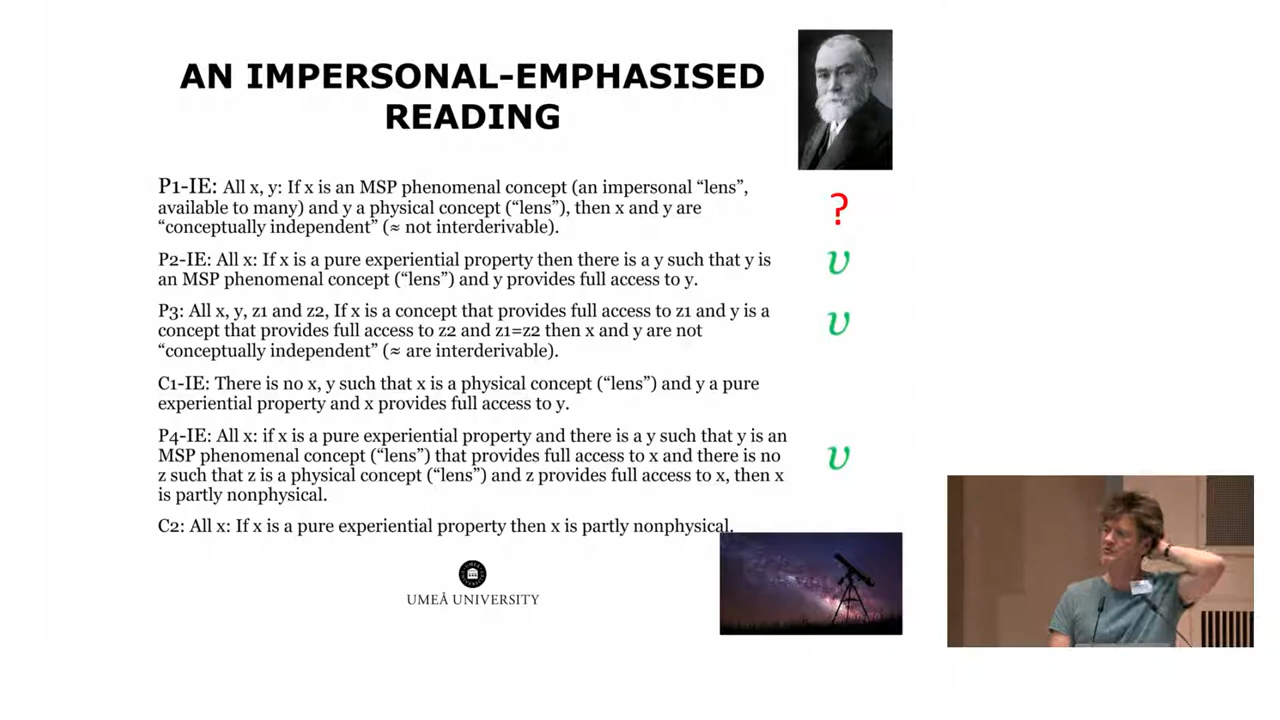 AN IMPERSONAL-EMPHASISED
READING
P1-IE: All x, y: If x is an MSP phenomenal concept (an impersonal “lens”,
available to many) and y a physical concept (“lens”), then x and y are
“conceptually independent” (≈ not interderivable).
?
P2-IE: All x: If x is a pure experiential property then there is a y such that y is
an MSP phenomenal concept (“lens”) and y provides full access to y.
v
P3: All x, y, z1 and z2, If x is a concept that provides full access to z1 and y is a
concept that provides full access to z2 and z1=z2 then x and y are not
“conceptually independent” (≈ are interderivable).
v
C1-IE: There is no x, y such that x is a physical concept (“lens”) and y a pure
experiential property and x provides full access to y.
P4-IE: All x: if x is a pure experiential property and there is a y such that y is an
MSP phenomenal concept (“lens”) that provides full access to x and there is no
z such that z is a physical concept (“lens”) and z provides full access to x, then x
is partly nonphysical.
v
C2: All x: If x is a pure experiential property then x is partly nonphysical.
UMEÅ UNIVERSITY